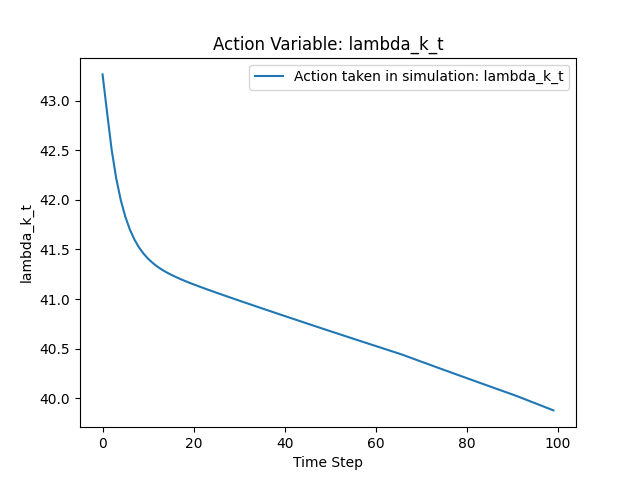 Action Variable: lambda_k_t
Action taken in simulation: lambda_k_t
43.0
42.5
42.0
41.5
41.0
40.5
40.0
lambda_k_t
0 20 40 60 80 100
Time Step